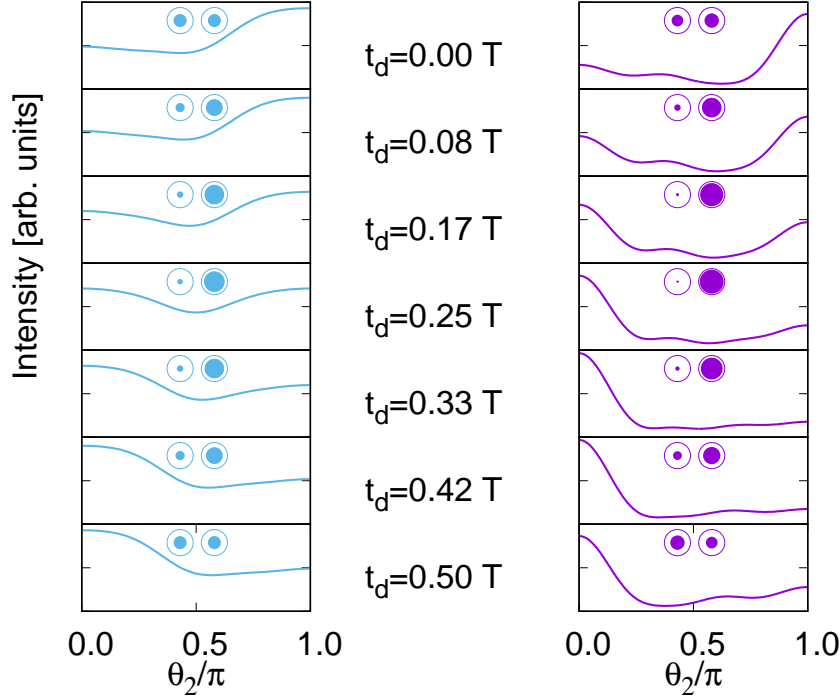 Intensity [arb. units]
t_d=0.00 T
t_d=0.08 T
t_d=0.17 T
t_d=0.25 T
t_d=0.33 T
t_d=0.42 T
t_d=0.50 T
0.0 0.5 1.0
θ₂/π
0.0 0.5 1.0
θ₂/π